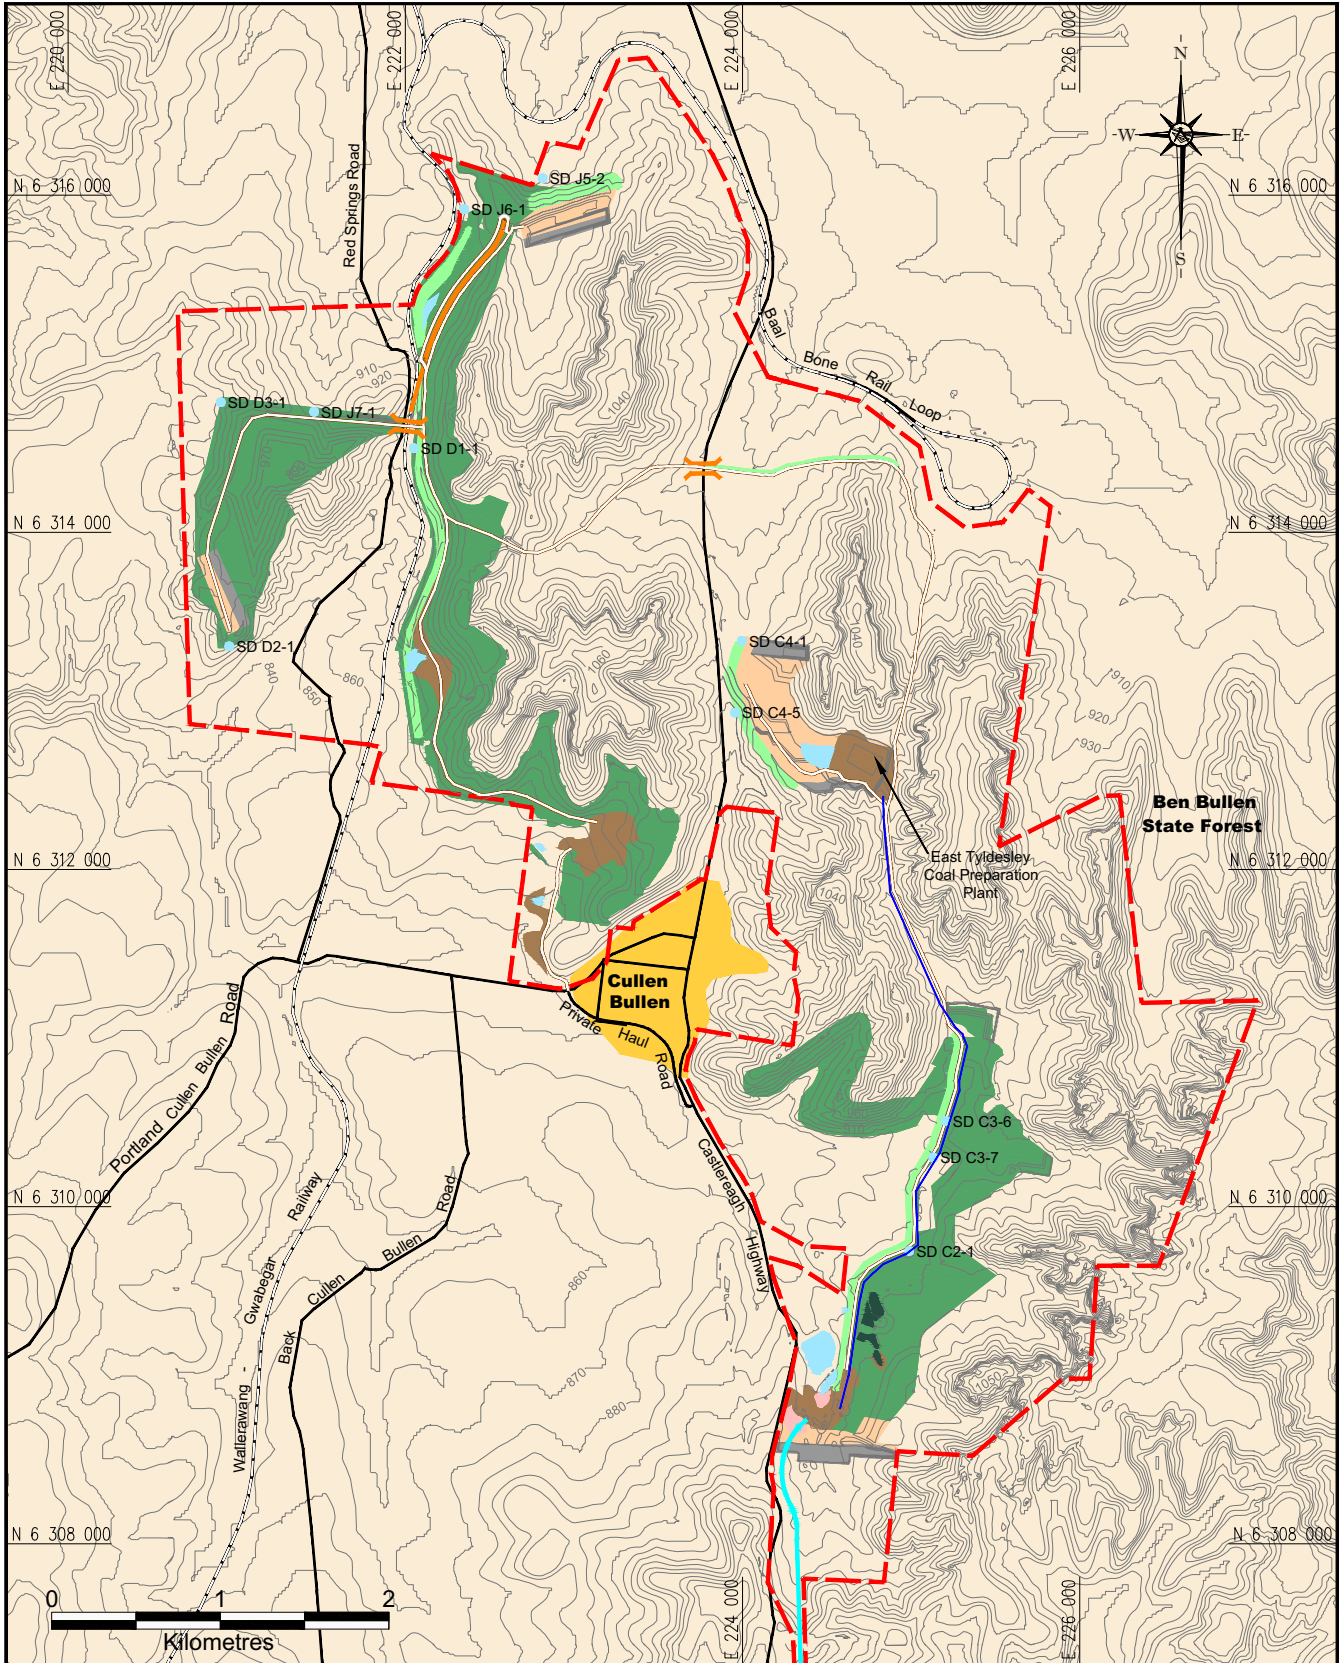 E 220 000
E 222 000
E 224 000
E 226 000
N
W
E
S
N 6 316 000
N 6 316 000
Red Springs Road
SD J5-2
SD J6-1
Baal
Bone
Rail
Loop
910
920
1040
SD D3-1
SD J7-1
SD D1-1
970
N 6 314 000
N 6 314 000
SD D2-1
840
850
860
1060
1040
SD C4-1
SD C4-5
910
920
930
Ben Bullen
State Forest
N 6 312 000
N 6 312 000
East Tyldesley
Coal Preparation
Plant
1040
Cullen
Bullen
Private
Haul
Road
Portland Cullen Bullen Road
910
SD C3-6
SD C3-7
Castlereagh
Highway
N 6 310 000
N 6 310 000
SD C2-1
Wallerawang - Gwabegar Railway
Back Cullen Bullen Road
860
870
880
1050
N 6 308 000
N 6 308 000
0
1
2
Kilometres
E 224 000
E 226 000